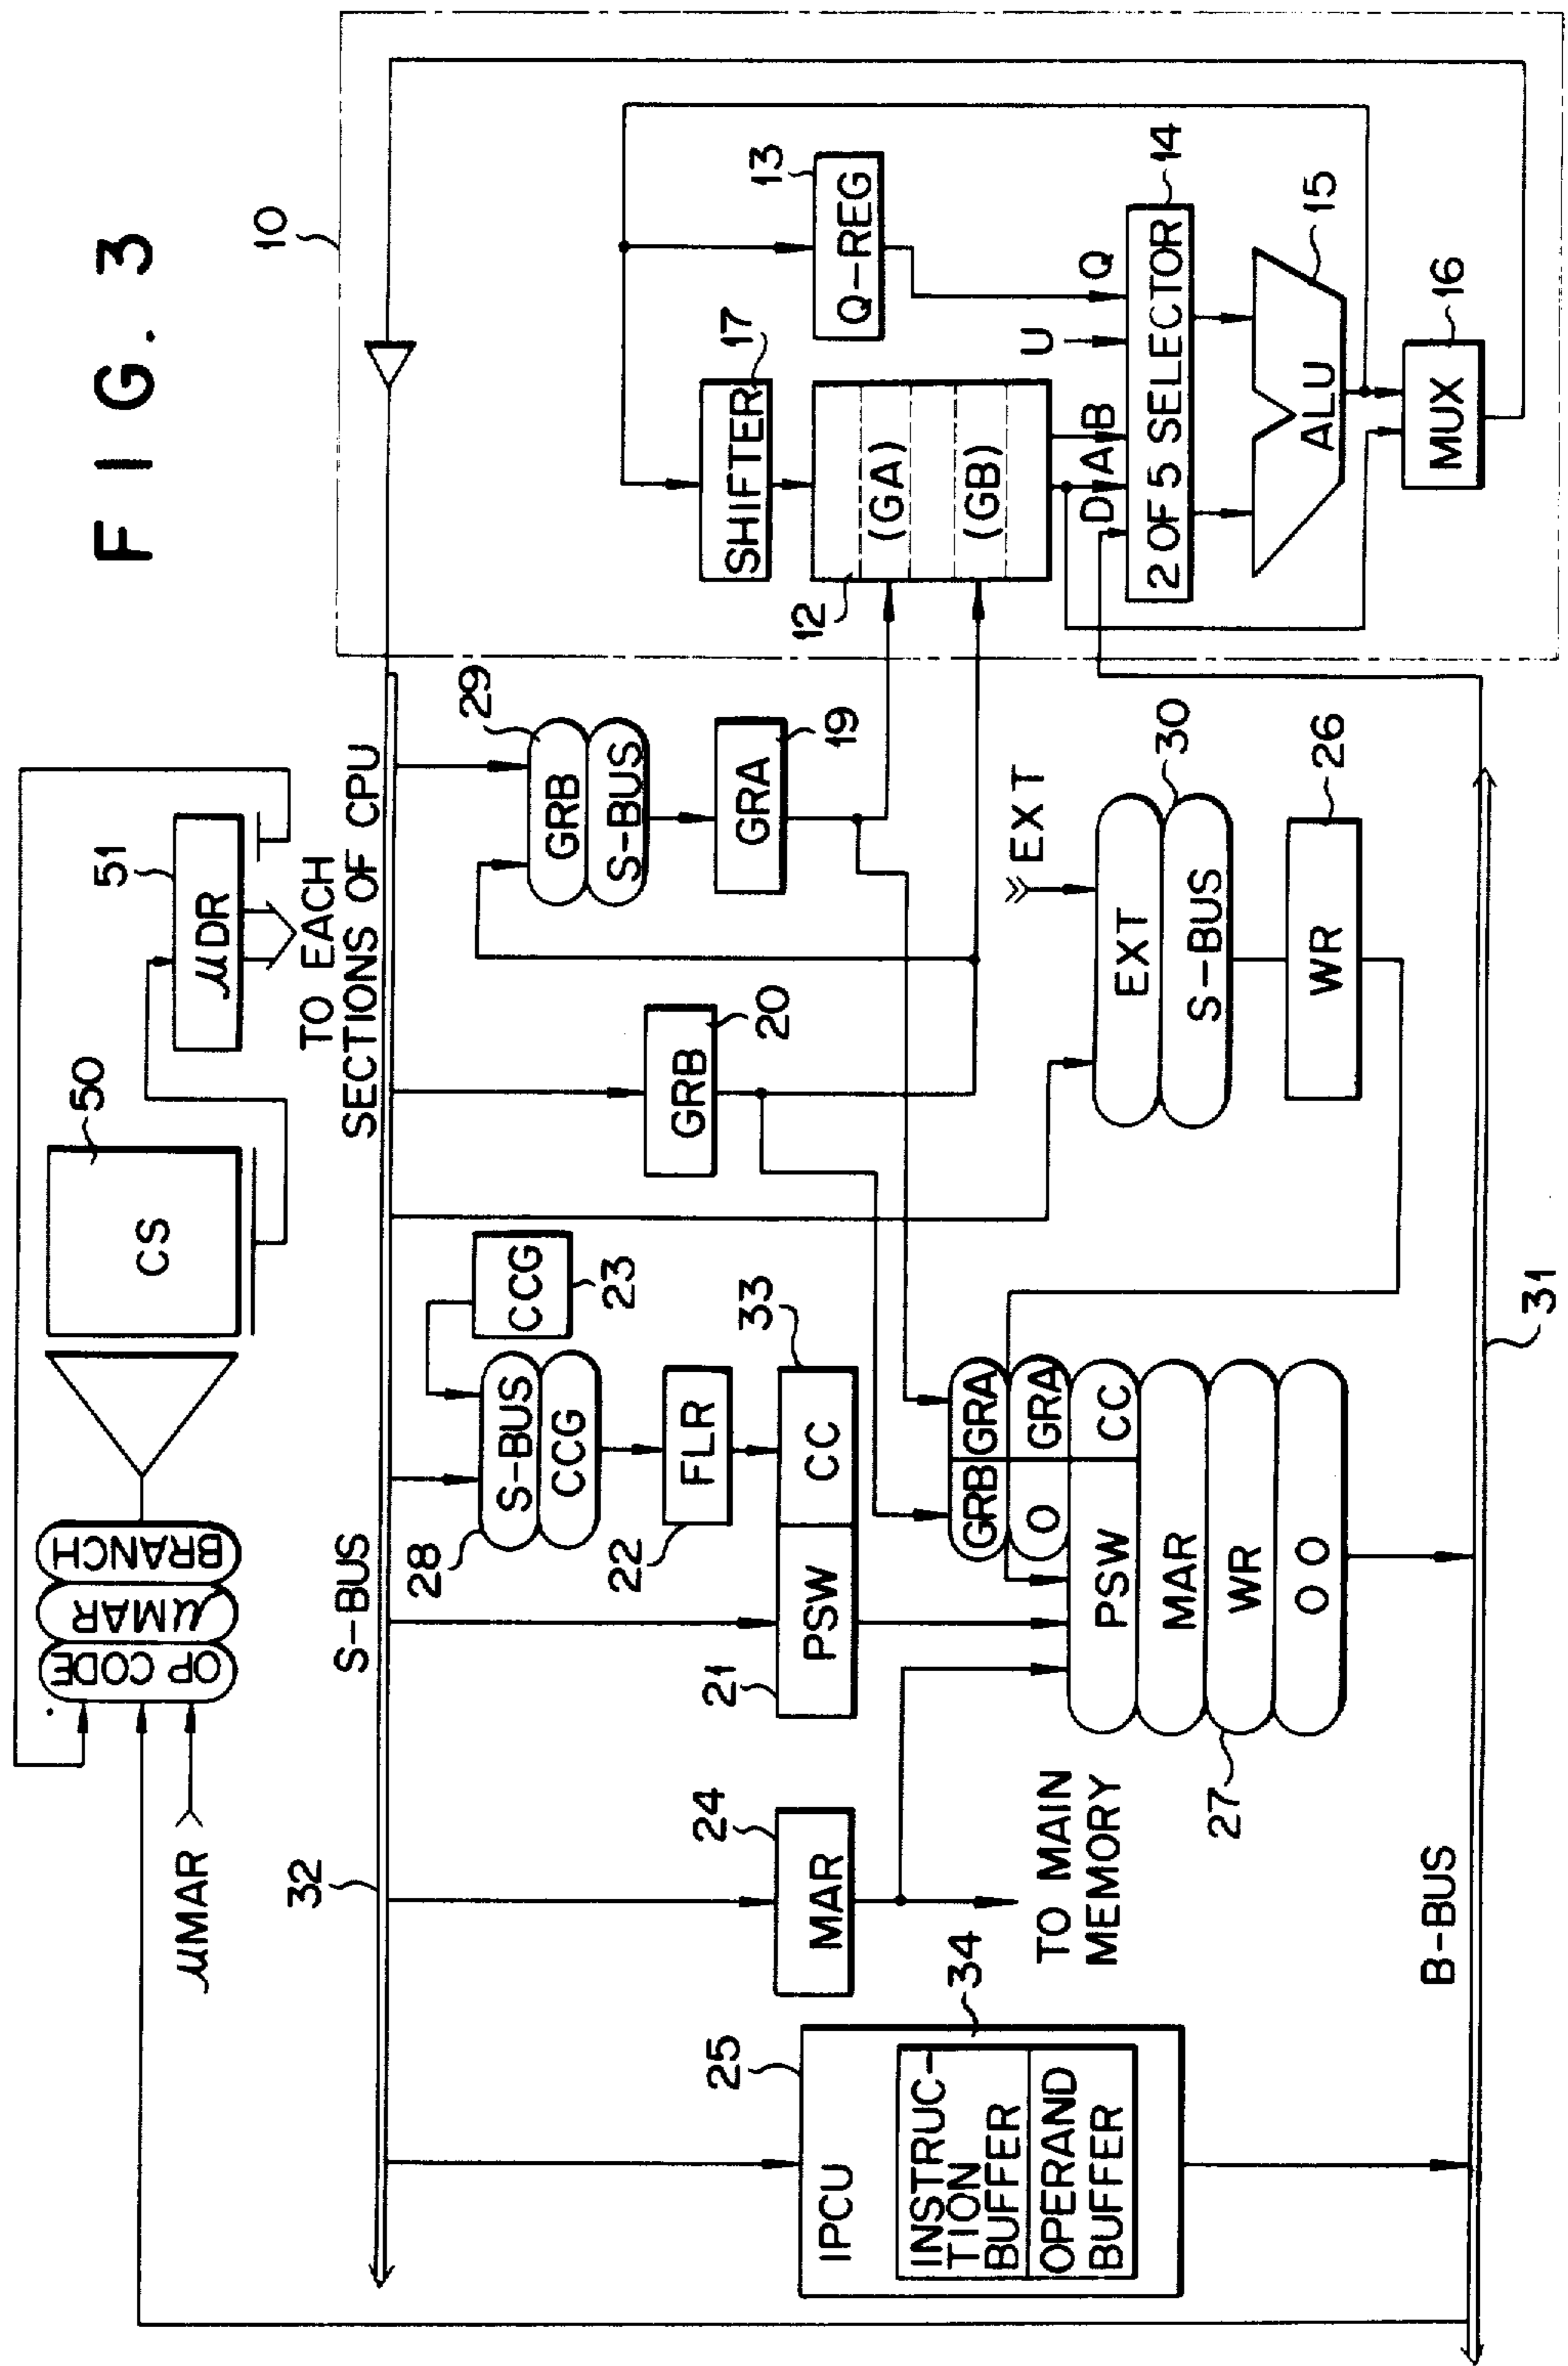 FIG. 3
OP CODE
μMAR
BRANCH
μMAR
CS
50
μDR
51
TO EACH
SECTIONS OF CPU
10
S-BUS
32
IPCU
25
INSTRUC-
TION
BUFFER
OPERAND
BUFFER
34
MAR
24
TO MAIN
MEMORY
S-BUS
CCG
28
CCG
23
FLR
22
PSW
CC
21
33
GRB
20
GRB
S-BUS
29
GRA
19
GRB
GRA
O
GRA
PSW
CC
MAR
WR
O O
27
EXT
EXT
S-BUS
30
WR
26
SHIFTER
17
Q-REG
13
(GA)
(GB)
12
D
A
B
U
Q
2 OF 5 SELECTOR
14
ALU
15
MUX
16
B-BUS
31